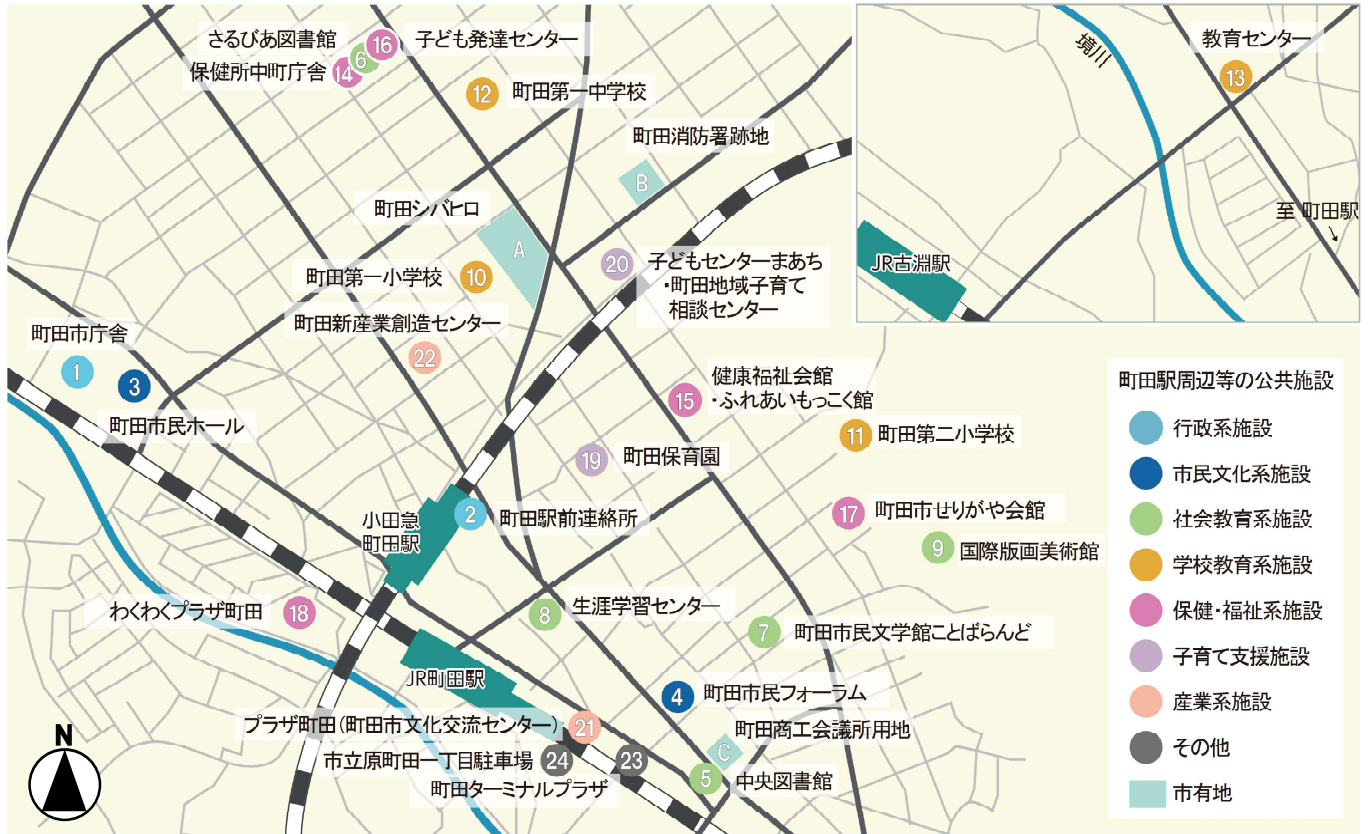 さるびあ図書館
6
16
子ども発達センター
保健所中町庁舎
14
12
町田第一中学校
町田消防署跡地
B
町田シバヒロ
A
町田第一小学校
10
20
子どもセンターまあち
・町田地域子育て
相談センター
町田新産業創造センター
22
町田市庁舎
1
3
町田市民ホール
15
健康福祉会館
・ふれあいもっこく館
11
町田第二小学校
19
町田保育園
小田急
町田駅
2
町田駅前連絡所
17
町田市せりがや会館
9
国際版画美術館
わくわくプラザ町田
18
8
生涯学習センター
7
町田市民文学館ことばらんど
JR町田駅
4
町田市民フォーラム
プラザ町田(町田市文化交流センター)
21
町田商工会議所用地
C
市立原町田一丁目駐車場
24
23
町田ターミナルプラザ
5
中央図書館
N
境川
教育センター
13
至 町田駅
↓
JR古淵駅
町田駅周辺等の公共施設
行政系施設
市民文化系施設
社会教育系施設
学校教育系施設
保健・福祉系施設
子育て支援施設
産業系施設
その他
市有地